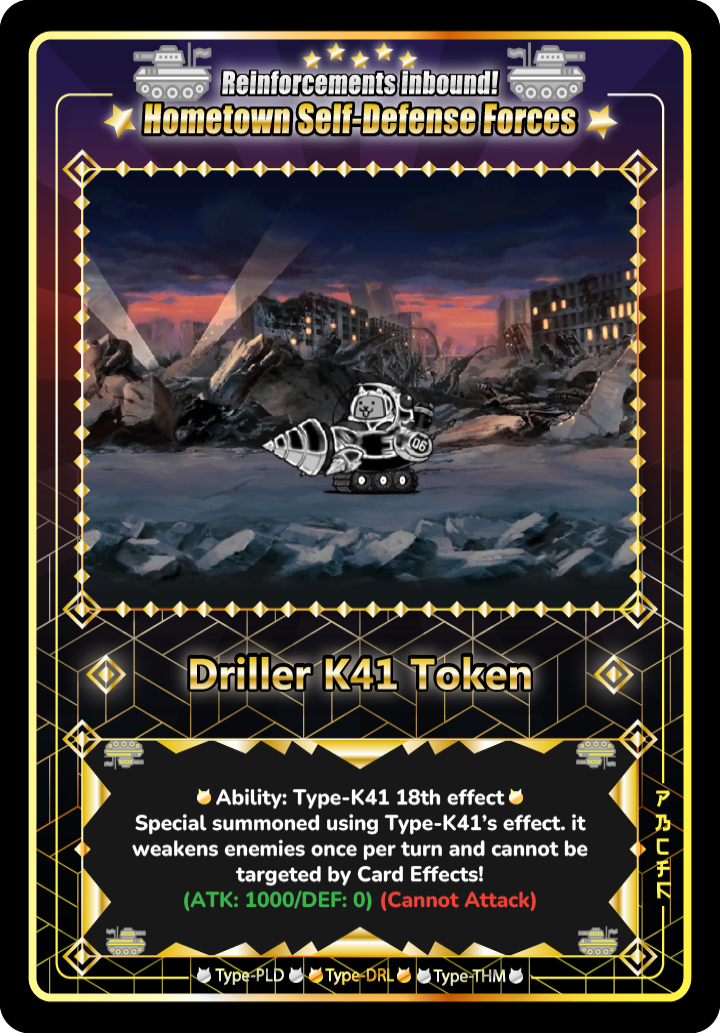 Reinforcements inbound!
Hometown Self-Defense Forces
06
Driller K41 Token
Ability: Type-K41 18th effect
Special summoned using Type-K41's effect. it
weakens enemies once per turn and cannot be
targeted by Card Effects!
(ATK: 1000/DEF: 0) (Cannot Attack)
Type-PLD Type-DRL Type-THM